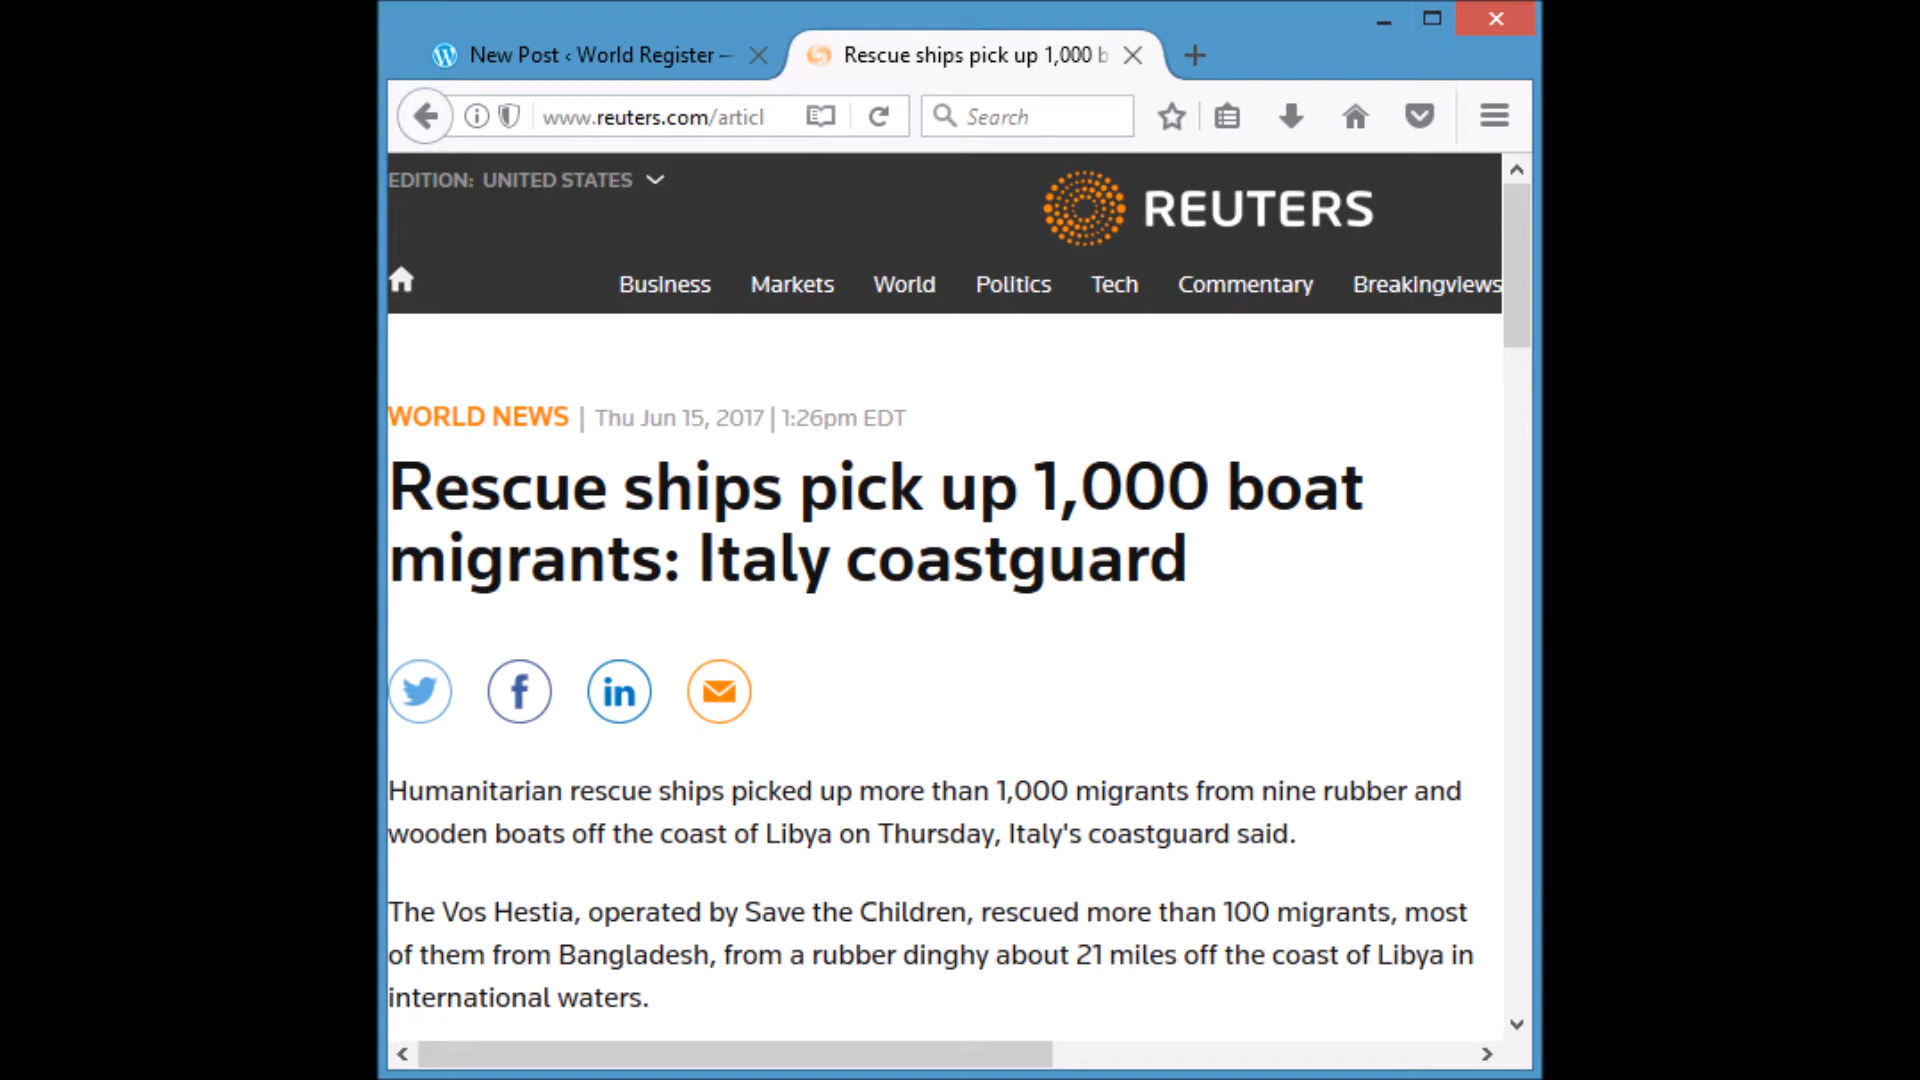 New Post ‹ World Register —
Rescue ships pick up 1,000 b
www.reuters.com/articl
Search
EDITION: UNITED STATES
REUTERS
Business Markets World Politics Tech Commentary Breakingviews
WORLD NEWS | Thu Jun 15, 2017 | 1:26pm EDT
Rescue ships pick up 1,000 boat
migrants: Italy coastguard
Humanitarian rescue ships picked up more than 1,000 migrants from nine rubber and
wooden boats off the coast of Libya on Thursday, Italy's coastguard said.
The Vos Hestia, operated by Save the Children, rescued more than 100 migrants, most
of them from Bangladesh, from a rubber dinghy about 21 miles off the coast of Libya in
international waters.